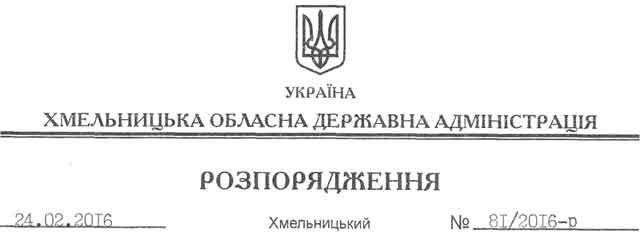 УКРАЇНА
ХМЕЛЬНИЦЬКА ОБЛАСНА ДЕРЖАВНА АДМІНІСТРАЦІЯ
РОЗПОРЯДЖЕННЯ
24.02.2016 Хмельницький № 81/2016-р